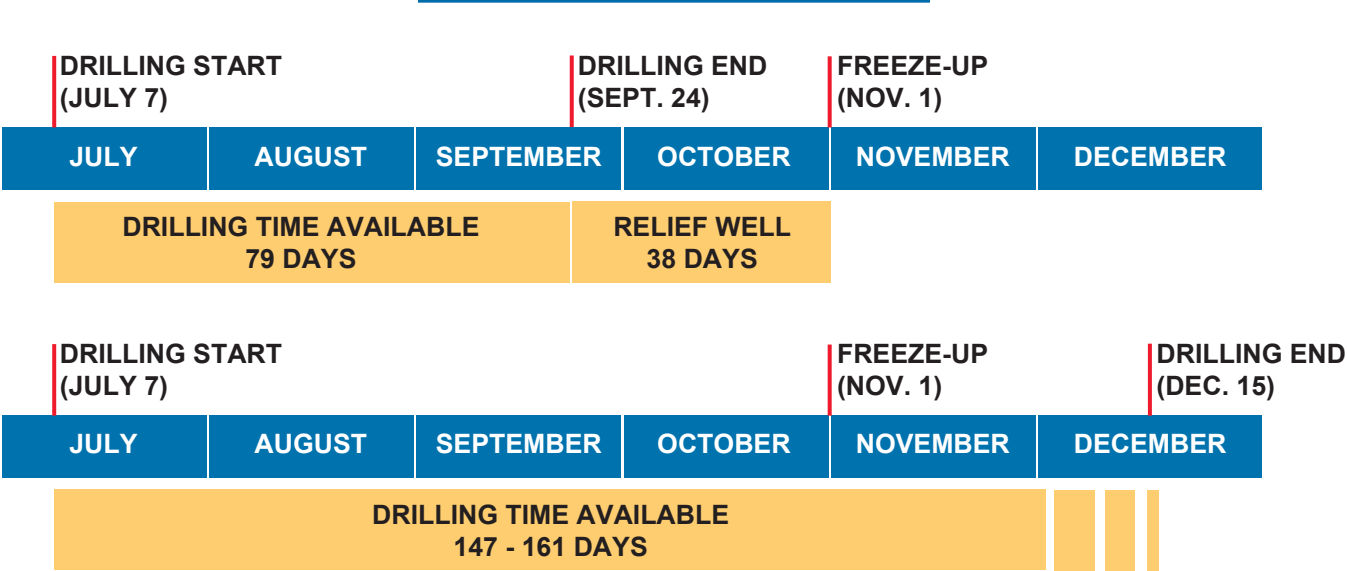 DRILLING START
(JULY 7)
DRILLING END
(SEPT. 24)
FREEZE-UP
(NOV. 1)
JULY
AUGUST
SEPTEMBER
OCTOBER
NOVEMBER
DECEMBER
DRILLING TIME AVAILABLE
79 DAYS
RELIEF WELL
38 DAYS
DRILLING START
(JULY 7)
FREEZE-UP
(NOV. 1)
DRILLING END
(DEC. 15)
JULY
AUGUST
SEPTEMBER
OCTOBER
NOVEMBER
DECEMBER
DRILLING TIME AVAILABLE
147 - 161 DAYS